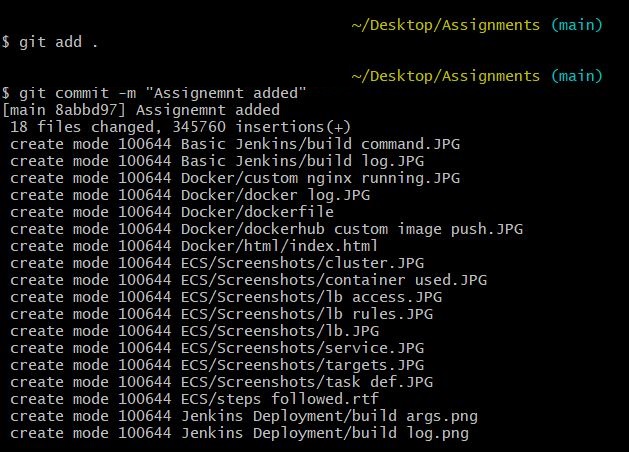 ~/Desktop/Assignments (main)
$ git add .
~/Desktop/Assignments (main)
$ git commit -m "Assignemnt added"
[main 8abbd97] Assignemnt added
18 files changed, 345760 insertions(+)
create mode 100644 Basic Jenkins/build command.JPG
create mode 100644 Basic Jenkins/build log.JPG
create mode 100644 Docker/custom nginx running.JPG
create mode 100644 Docker/docker log.JPG
create mode 100644 Docker/dockerfile
create mode 100644 Docker/dockerhub custom image push.JPG
create mode 100644 Docker/html/index.html
create mode 100644 ECS/Screenshots/cluster.JPG
create mode 100644 ECS/Screenshots/container used.JPG
create mode 100644 ECS/Screenshots/lb access.JPG
create mode 100644 ECS/Screenshots/lb rules.JPG
create mode 100644 ECS/Screenshots/lb.JPG
create mode 100644 ECS/Screenshots/service.JPG
create mode 100644 ECS/Screenshots/targets.JPG
create mode 100644 ECS/Screenshots/task def.JPG
create mode 100644 ECS/steps followed.rtf
create mode 100644 Jenkins Deployment/build args.png
create mode 100644 Jenkins Deployment/build log.png